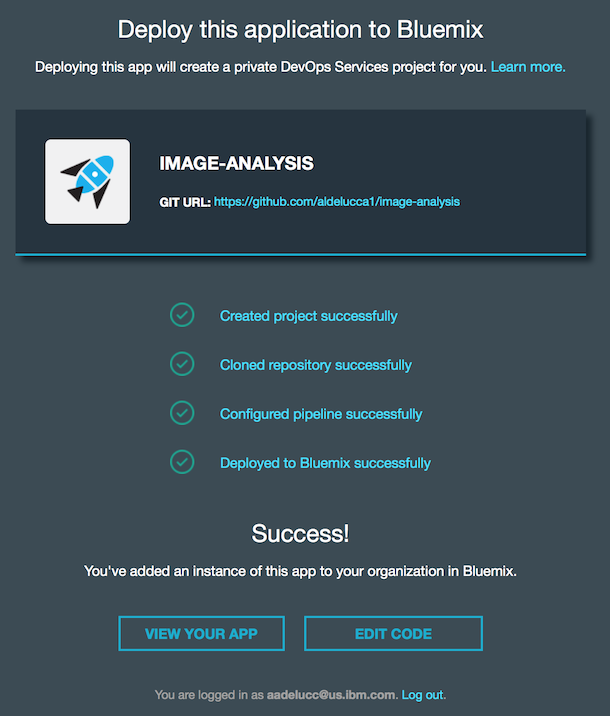 Deploy this application to Bluemix
Deploying this app will create a private DevOps Services project for you. Learn more.
IMAGE-ANALYSIS
GIT URL: https://github.com/aldelucca1/image-analysis
Created project successfully
Cloned repository successfully
Configured pipeline successfully
Deployed to Bluemix successfully
Success!
You've added an instance of this app to your organization in Bluemix.
VIEW YOUR APP
EDIT CODE
You are logged in as aadelucc@us.ibm.com. Log out.